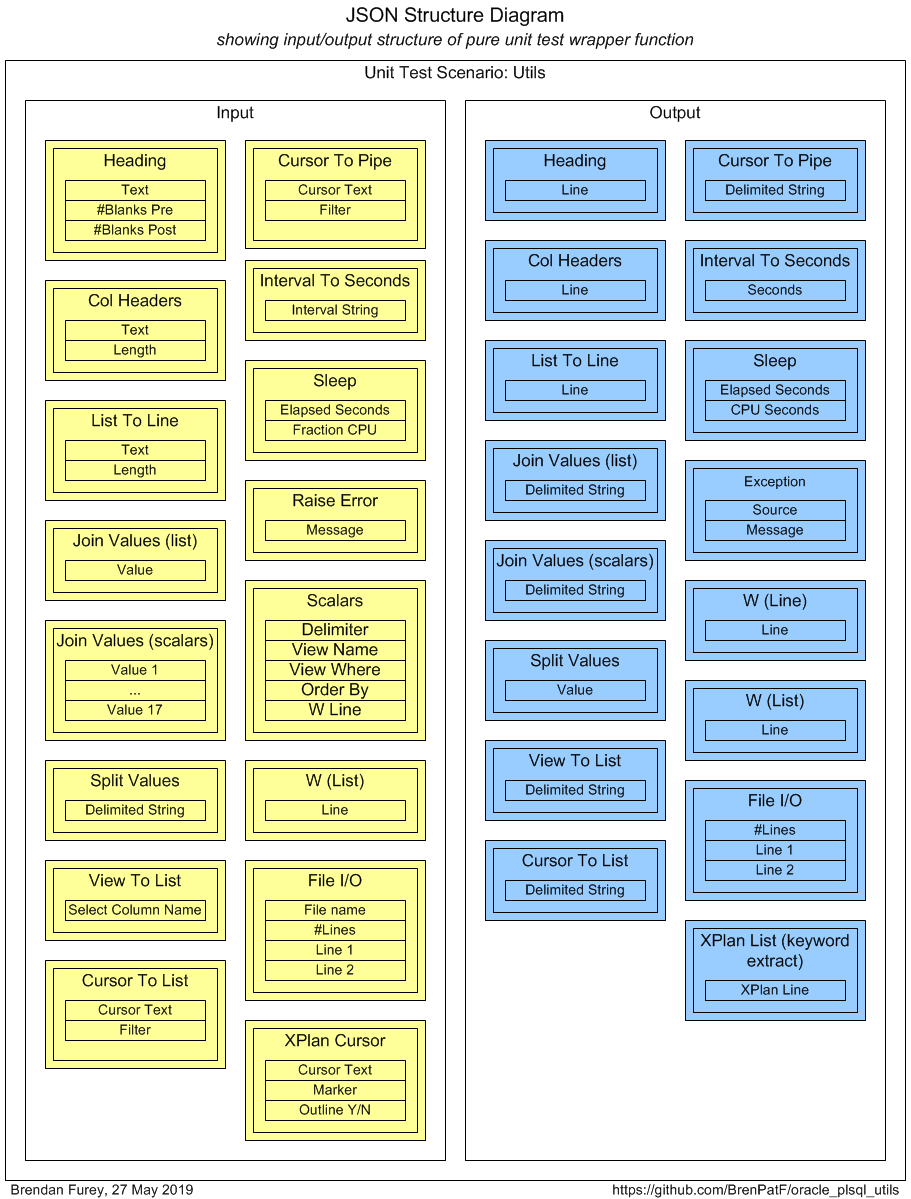 JSON Structure Diagram
showing input/output structure of pure unit test wrapper function
Unit Test Scenario: Utils
Input
Heading
Text
#Blanks Pre
#Blanks Post
Col Headers
Text
Length
List To Line
Text
Length
Join Values (list)
Value
Join Values (scalars)
Value 1
...
Value 17
Split Values
Delimited String
View To List
Select Column Name
Cursor To List
Cursor Text
Filter
Cursor To Pipe
Cursor Text
Filter
Interval To Seconds
Interval String
Sleep
Elapsed Seconds
Fraction CPU
Raise Error
Message
Scalars
Delimiter
View Name
View Where
Order By
W Line
W (List)
Line
File I/O
File name
#Lines
Line 1
Line 2
XPlan Cursor
Cursor Text
Marker
Outline Y/N
Output
Heading
Line
Col Headers
Line
List To Line
Line
Join Values (list)
Delimited String
Join Values (scalars)
Delimited String
Split Values
Value
View To List
Delimited String
Cursor To List
Delimited String
Cursor To Pipe
Delimited String
Interval To Seconds
Seconds
Sleep
Elapsed Seconds
CPU Seconds
Exception
Source
Message
W (Line)
Line
W (List)
Line
File I/O
#Lines
Line 1
Line 2
XPlan List (keyword
extract)
XPlan Line
Brendan Furey, 27 May 2019
https://github.com/BrenPatF/oracle_plsql_utils